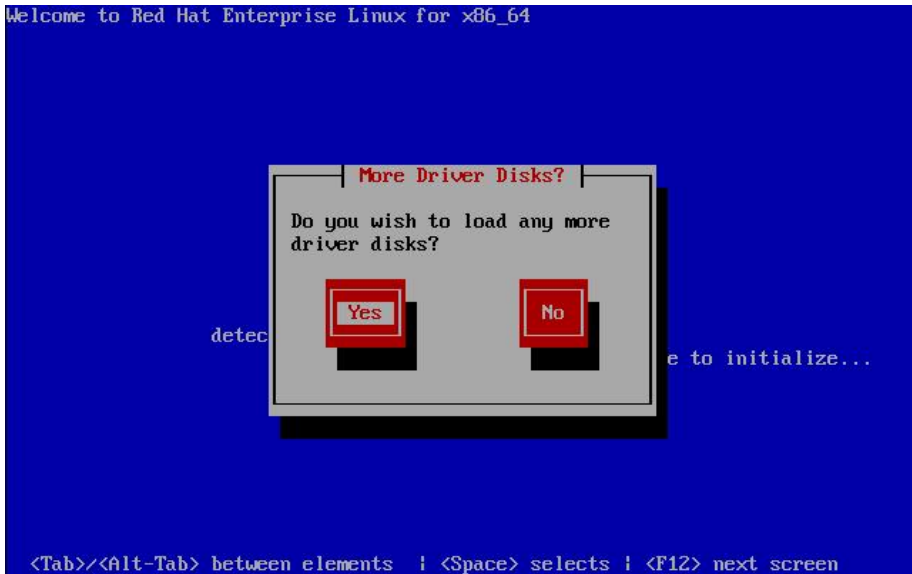 Welcome to Red Hat Enterprise Linux for x86_64
More Driver Disks?
Do you wish to load any more
driver disks?
Yes
No
detec
e to initialize...
<Tab>/<Alt-Tab> between elements | <Space> selects | <F12> next screen